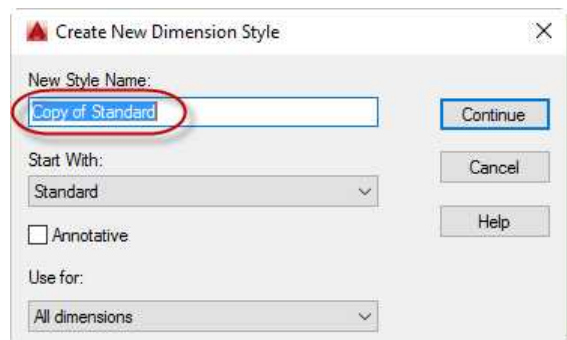 Create New Dimension Style
New Style Name:
Copy of Standard
Continue
Start With:
Cancel
Standard
Help
Annotative
Use for:
All dimensions